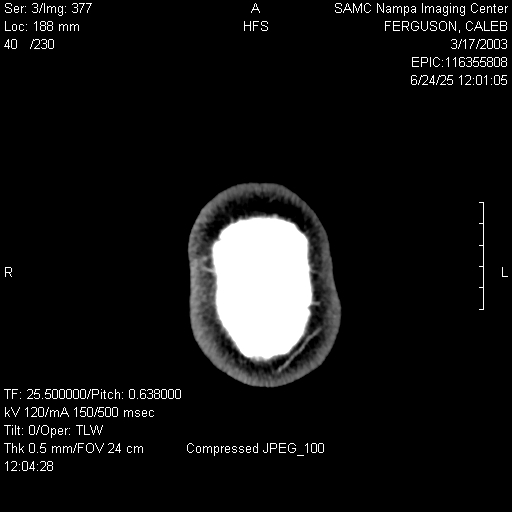 Ser: 3/Img: 377
Loc: 188 mm
40 /230
A
HFS
SAMC Nampa Imaging Center
FERGUSON, CALEB
3/17/2003
EPIC:116355808
6/24/25 12:01:05
R
L
TF: 25.500000/Pitch: 0.638000
kV 120/mA 150/500 msec
Tilt: 0/Oper: TLW
Thk 0.5 mm/FOV 24 cm
12:04:28
Compressed JPEG_100